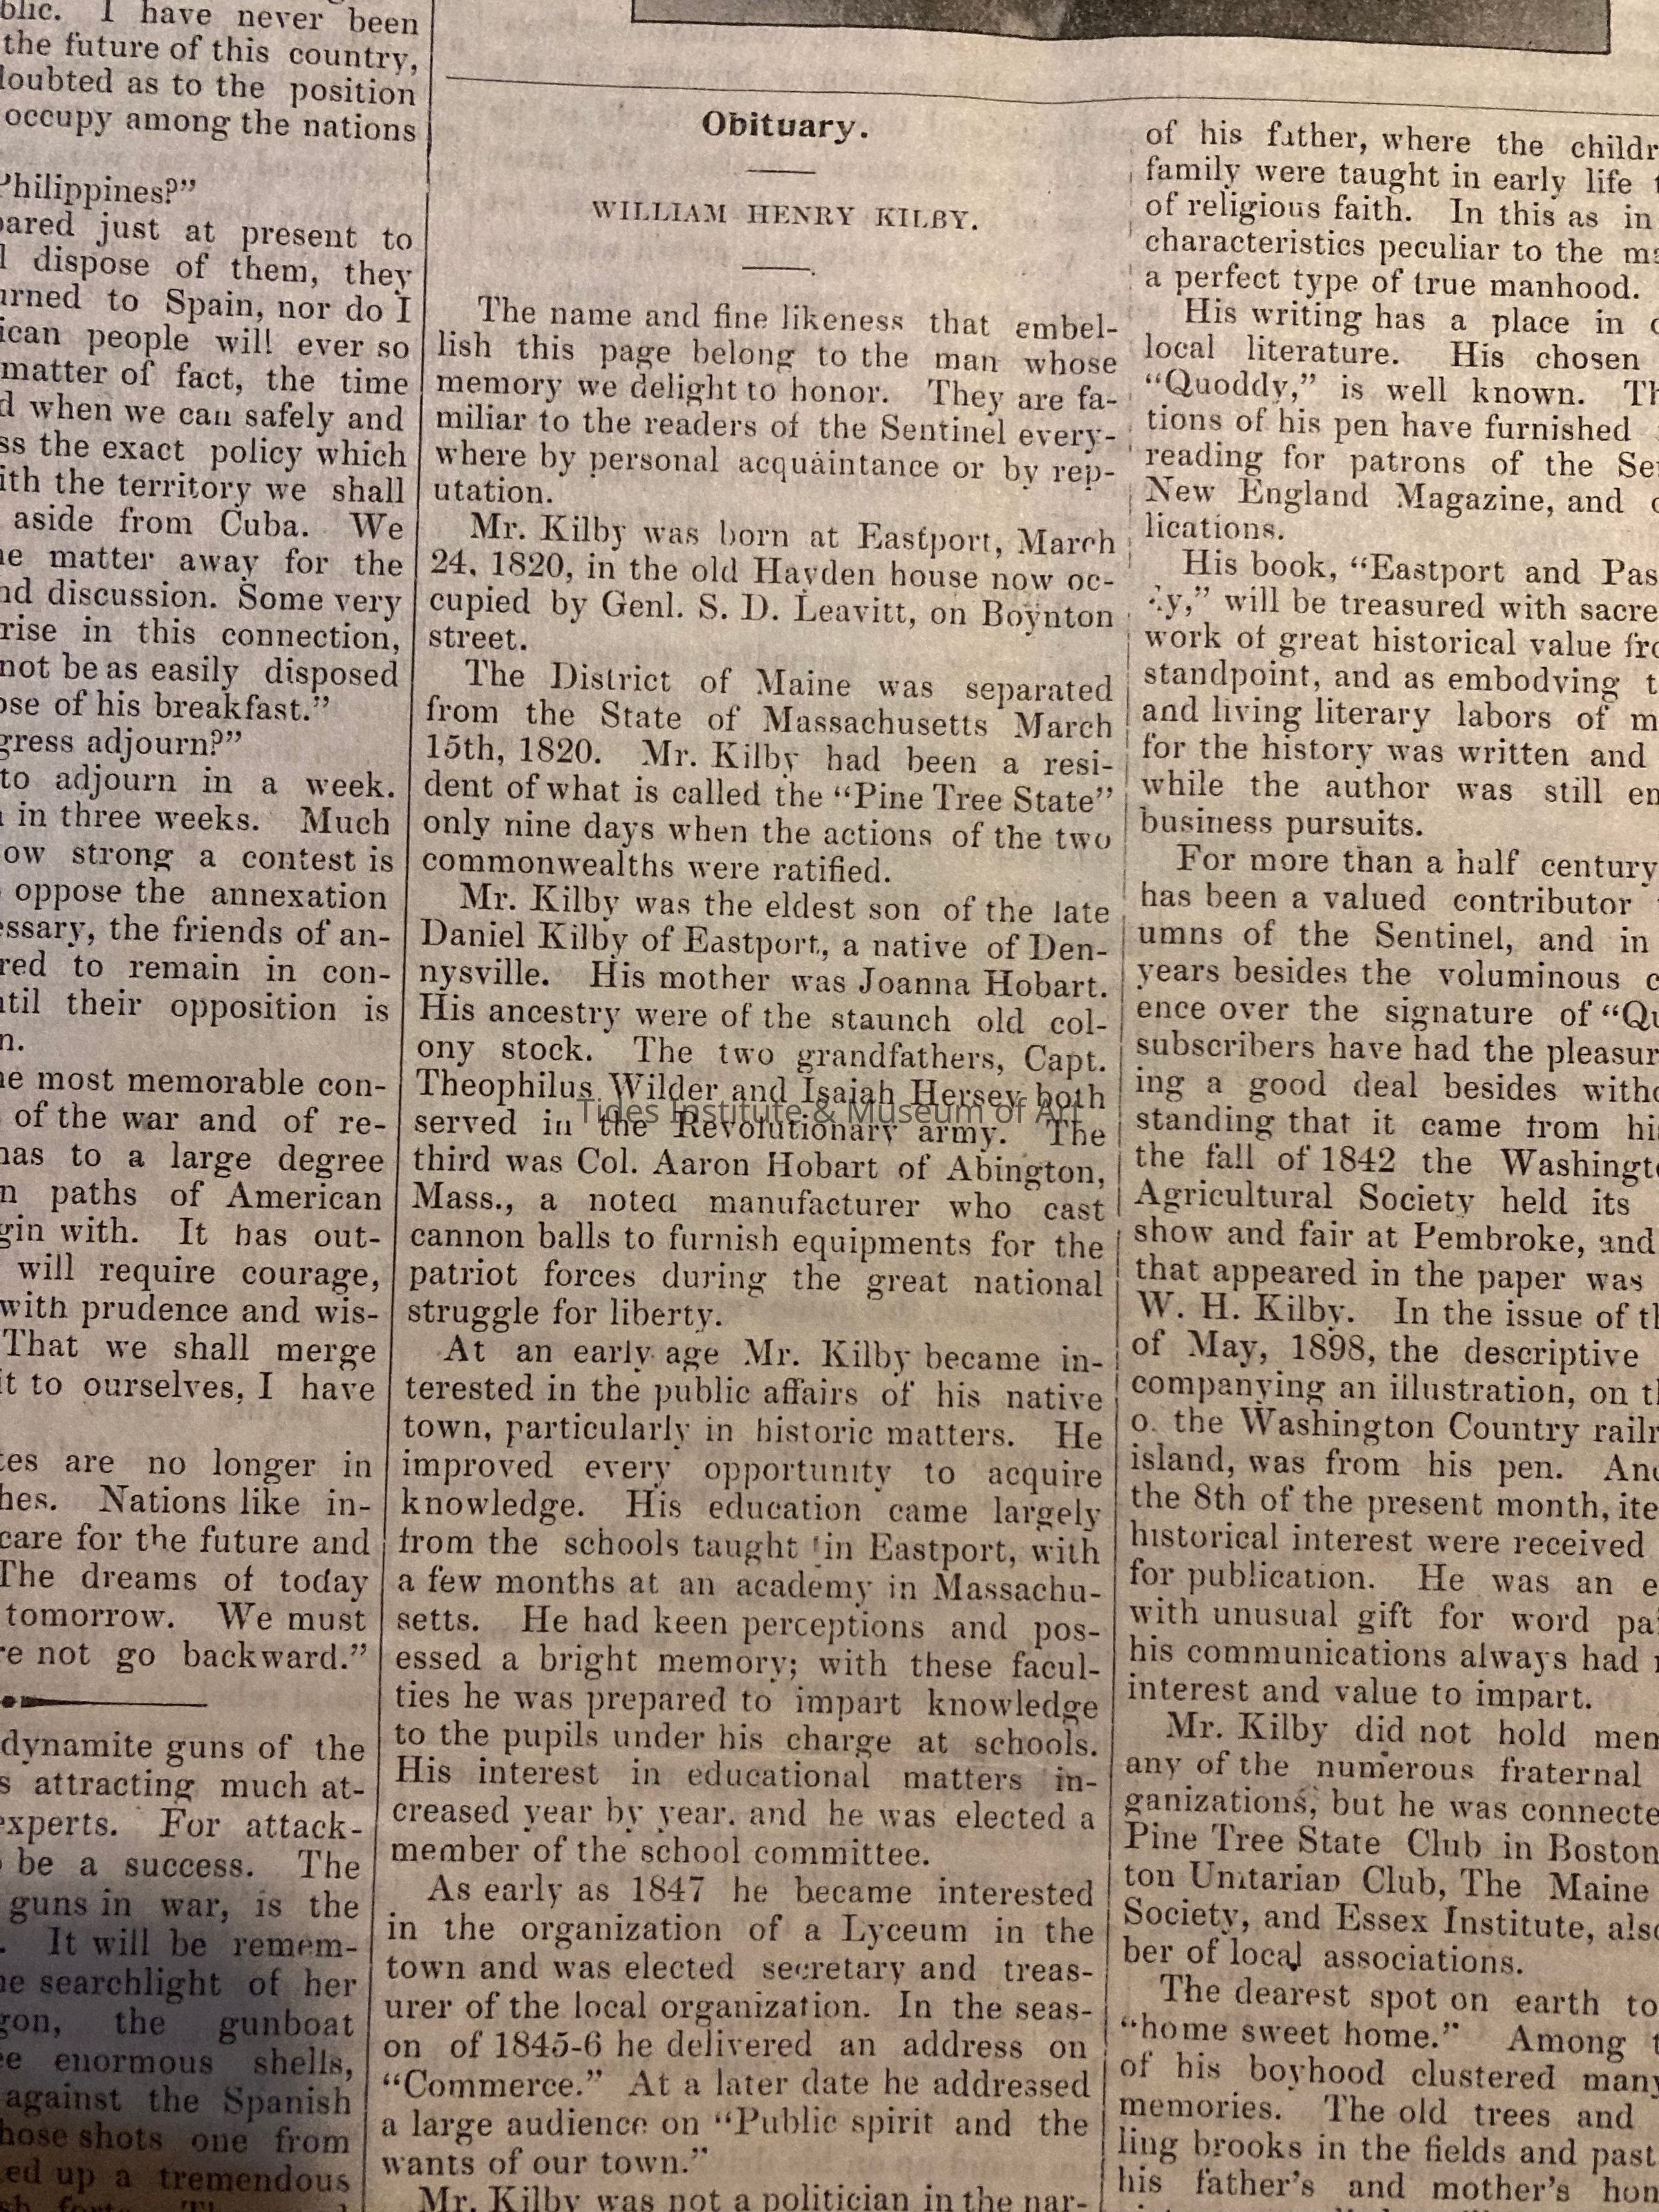 blic. I have never been
the future of this country,
doubted as to the position
occupy among the nations
Philippines?"
pared just at present to
l dispose of them, they
urned to Spain, nor do I
ican people will ever so
matter of fact, the time
d when we can safely and
ss the exact policy which
ith the territory we shall
aside from Cuba. We
he matter away for the
nd discussion. Some very
rise in this connection,
not be as easily disposed
ose of his breakfast."
gress adjourn?"
to adjourn in a week.
in three weeks. Much
ow strong a contest is
oppose the annexation
essary, the friends of an-
red to remain in con-
ntil their opposition is
n.
he most memorable con-
of the war and of re-
has to a large degree
n paths of American
gin with. It has out-
will require courage,
with prudence and wis-
That we shall merge
it to ourselves, I have
tes are no longer in
hes. Nations like in-
care for the future and
The dreams of today
tomorrow. We must
re not go backward."
dynamite guns of the
s attracting much at-
experts. For attack-
be a success. The
guns in war, is the
. It will be remem-
he searchlight of her
gon, the gunboat
ee enormous shells,
against the Spanish
hose shots one from
ted up a tremendous
Obituary.
WILLIAM HENRY KILBY.
The name and fine likeness that embel-
lish this page belong to the man whose
memory we delight to honor. They are fa-
miliar to the readers of the Sentinel every-
where by personal acquaintance or by rep-
utation.
Mr. Kilby was born at Eastport, March
24, 1820, in the old Hayden house now oc-
cupied by Genl. S. D. Leavitt, on Boynton
street.
The District of Maine was separated
from the State of Massachusetts March
15th, 1820. Mr. Kilby had been a resi-
dent of what is called the "Pine Tree State"
only nine days when the actions of the two
commonwealths were ratified.
Mr. Kilby was the eldest son of the late
Daniel Kilby of Eastport, a native of Den-
nysville. His mother was Joanna Hobart.
His ancestry were of the staunch old col-
ony stock. The two grandfathers, Capt.
Theophilus Wilder and Isaiah Hersey both
served in the Revolutionary army. The
third was Col. Aaron Hobart of Abington,
Mass., a noted manufacturer who cast
cannon balls to furnish equipments for the
patriot forces during the great national
struggle for liberty.
At an early age Mr. Kilby became in-
terested in the public affairs of his native
town, particularly in historic matters. He
improved every opportunity to acquire
knowledge. His education came largely
from the schools taught in Eastport, with
a few months at an academy in Massachu-
setts. He had keen perceptions and pos-
essed a bright memory; with these facul-
ties he was prepared to impart knowledge
to the pupils under his charge at schools.
His interest in educational matters in-
creased year by year. and he was elected a
member of the school committee.
As early as 1847 he became interested
in the organization of a Lyceum in the
town and was elected secretary and treas-
urer of the local organization. In the seas-
on of 1845-6 he delivered an address on
"Commerce." At a later date he addressed
a large audience on "Public spirit and the
wants of our town."
Mr. Kilby was not a politician in the nar-
of his father, where the childr
family were taught in early life t
of religious faith. In this as in
characteristics peculiar to the ma
a perfect type of true manhood.
His writing has a place in o
local literature. His chosen
"Quoddy," is well known. Th
tions of his pen have furnished
reading for patrons of the Se
New England Magazine, and o
lications.
His book, "Eastport and Pas
dy," will be treasured with sacre
work of great historical value fro
standpoint, and as embodying t
and living literary labors of m
for the history was written and
while the author was still en
business pursuits.
For more than a half century
has been a valued contributor
umns of the Sentinel, and in
years besides the voluminous c
ence over the signature of "Qu
subscribers have had the pleasur
ing a good deal besides witho
standing that it came from his
the fall of 1842 the Washingto
Agricultural Society held its
show and fair at Pembroke, and
that appeared in the paper was
W. H. Kilby. In the issue of th
of May, 1898, the descriptive
companying an illustration, on th
o. the Washington Country railr
island, was from his pen. And
the 8th of the present month, ite
historical interest were received
for publication. He was an e
with unusual gift for word pa
his communications always had
interest and value to impart.
Mr. Kilby did not hold mem
any of the numerous fraternal
ganizations, but he was connecte
Pine Tree State Club in Boston
ton Unitarian Club, The Maine
Society, and Essex Institute, also
ber of local associations.
The dearest spot on earth to
"home sweet home." Among t
of his boyhood clustered many
memories. The old trees and
ling brooks in the fields and past
his father's and mother's hom
Tides Institute & Museum of Art